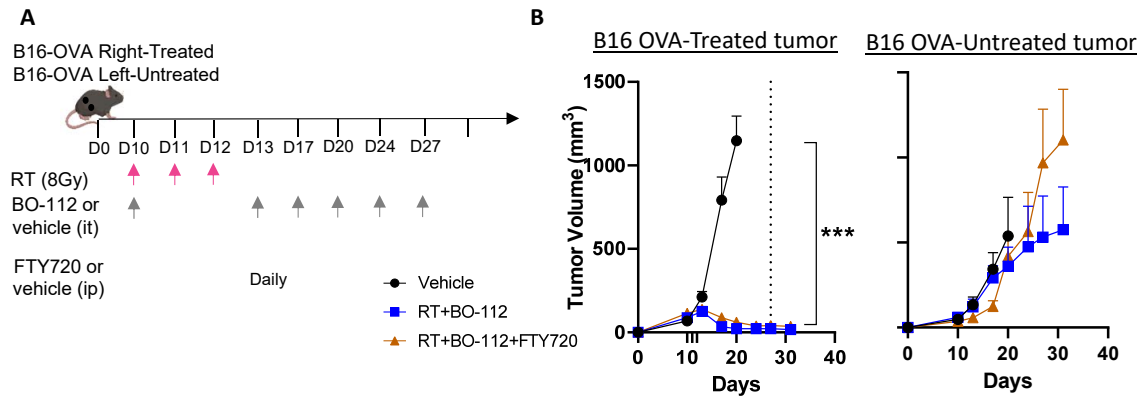 A
B16-OVA Right-Treated
B16-OVA Left-Untreated
D0 D10 D11 D12 D13 D17 D20 D24 D27
RT (8Gy)
BO-112 or
vehicle (it)
FTY720 or
vehicle (ip)
Daily
Vehicle
RT+BO-112
RT+BO-112+FTY720
B
B16 OVA-Treated tumor
Tumor Volume (mm³)
1500
1000
500
0
0 10 20 30 40
Days
***
B16 OVA-Untreated tumor
0 10 20 30 40
Days